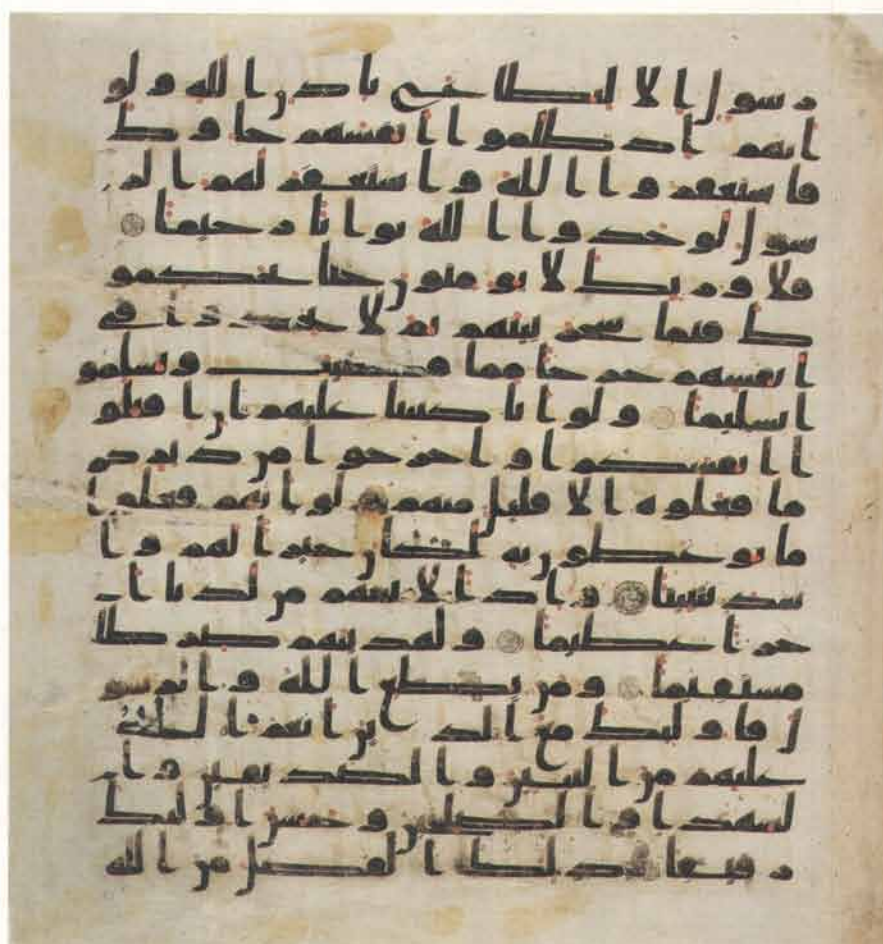 رسول الا ليطاع باذن الله ولو
انهم اذ ظلموا انفسهم جاوك
فاستغفروا الله واستغفر لهم الر
سول لوجدوا الله توابا رحيما
فلا وربك لا يومنون حتى يحكمو
ك فيما شجر بينهم ثم لا يجدوا في
انفسهم حرجا مما قضيت ويسلمو
ا تسليما ولو انا كتبنا عليهم ان اقتلو
ا انفسكم او اخرجوا من ديركم
ما فعلوه الا قليل منهم ولو انهم فعلوا
ما يوعظون به لكان خيرا لهم وا
شد تثبيتا واذا لاتينهم من لدنا ا
جرا عظيما ولهدينهم صرطا
مستقيما ومن يطع الله والرسو
ل فاوليك مع الذين انعم الله
عليهم من النبين والصديقين وا
لشهدا والصلحين وحسن اوليك
رفيقا ذلك الفضل من الله